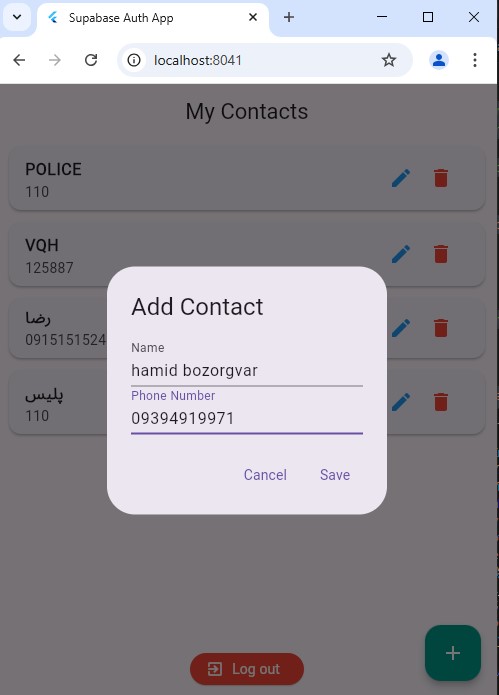 Supabase Auth App
localhost:8041
My Contacts
POLICE
110
VQH
125887
رضا
0915151524
پلیس
110
Add Contact
Name
hamid bozorgvar
Phone Number
09394919971
Cancel
Save
Log out